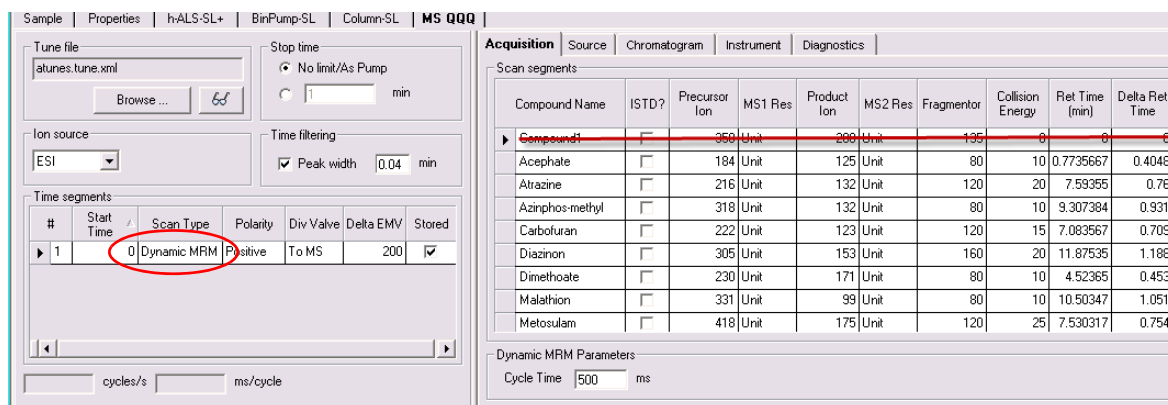 Sample Properties h-ALS-SL+ BinPump-SL Column-SL MS QQQ
Tune file
atunes.tune.xml
Browse ...
Stop time
No limit/As Pump
1 min
Ion source
ESI
Time filtering
Peak width 0.04 min
Time segments
# Start Time Scan Type Polarity Div Valve Delta EMV Stored
1 0 Dynamic MRM Positive To MS 200
cycles/s ms/cycle
Acquisition Source Chromatogram Instrument Diagnostics
Scan segments
Compound Name ISTD? Precursor Ion MS1 Res Product Ion MS2 Res Fragmentor Collision Energy Ret Time (min) Delta Ret Time
Compound1 350 Unit 200 Unit 135 0 0
Acephate 184 Unit 125 Unit 80 10 0.7735667 0.4048
Atrazine 216 Unit 132 Unit 120 20 7.59355 0.76
Azinphos-methyl 318 Unit 132 Unit 80 10 9.307384 0.931
Carbofuran 222 Unit 123 Unit 120 15 7.083567 0.709
Diazinon 305 Unit 153 Unit 160 20 11.87535 1.188
Dimethoate 230 Unit 171 Unit 80 10 4.52365 0.453
Malathion 331 Unit 99 Unit 80 10 10.50347 1.051
Metosulam 418 Unit 175 Unit 120 25 7.530317 0.754
Dynamic MRM Parameters
Cycle Time 500 ms